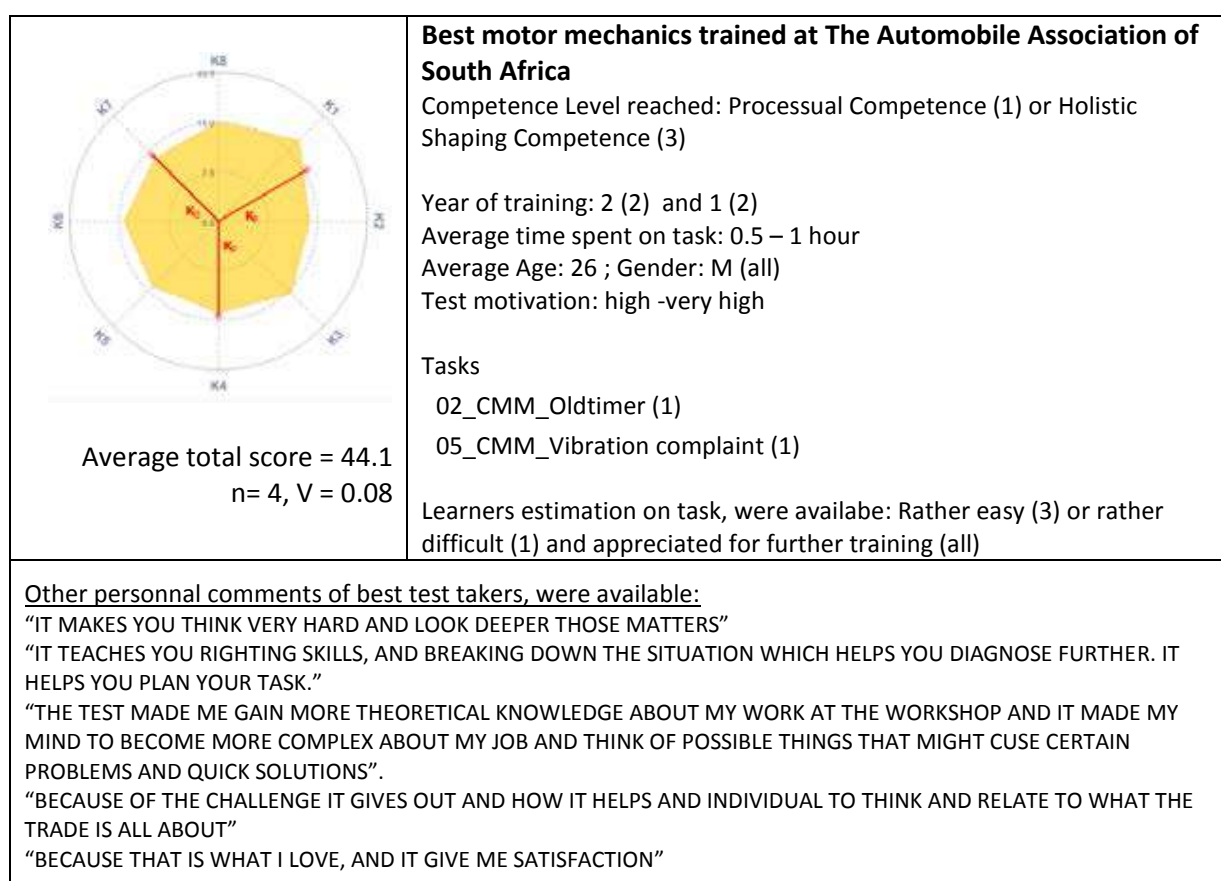 K8
K7
K1
K6
K2
K5
K3
K4
Average total score = 44.1
n= 4, V = 0.08
Best motor mechanics trained at The Automobile Association of
South Africa
Competence Level reached: Processual Competence (1) or Holistic
Shaping Competence (3)
Year of training: 2 (2) and 1 (2)
Average time spent on task: 0.5 – 1 hour
Average Age: 26 ; Gender: M (all)
Test motivation: high -very high
Tasks
02_CMM_Oldtimer (1)
05_CMM_Vibration complaint (1)
Learners estimation on task, were availabe: Rather easy (3) or rather
difficult (1) and appreciated for further training (all)
Other personnal comments of best test takers, were available:
“IT MAKES YOU THINK VERY HARD AND LOOK DEEPER THOSE MATTERS”
“IT TEACHES YOU RIGHTING SKILLS, AND BREAKING DOWN THE SITUATION WHICH HELPS YOU DIAGNOSE FURTHER. IT
HELPS YOU PLAN YOUR TASK.”
“THE TEST MADE ME GAIN MORE THEORETICAL KNOWLEDGE ABOUT MY WORK AT THE WORKSHOP AND IT MADE MY
MIND TO BECOME MORE COMPLEX ABOUT MY JOB AND THINK OF POSSIBLE THINGS THAT MIGHT CUSE CERTAIN
PROBLEMS AND QUICK SOLUTIONS”.
“BECAUSE OF THE CHALLENGE IT GIVES OUT AND HOW IT HELPS AND INDIVIDUAL TO THINK AND RELATE TO WHAT THE
TRADE IS ALL ABOUT”
“BECAUSE THAT IS WHAT I LOVE, AND IT GIVE ME SATISFACTION”